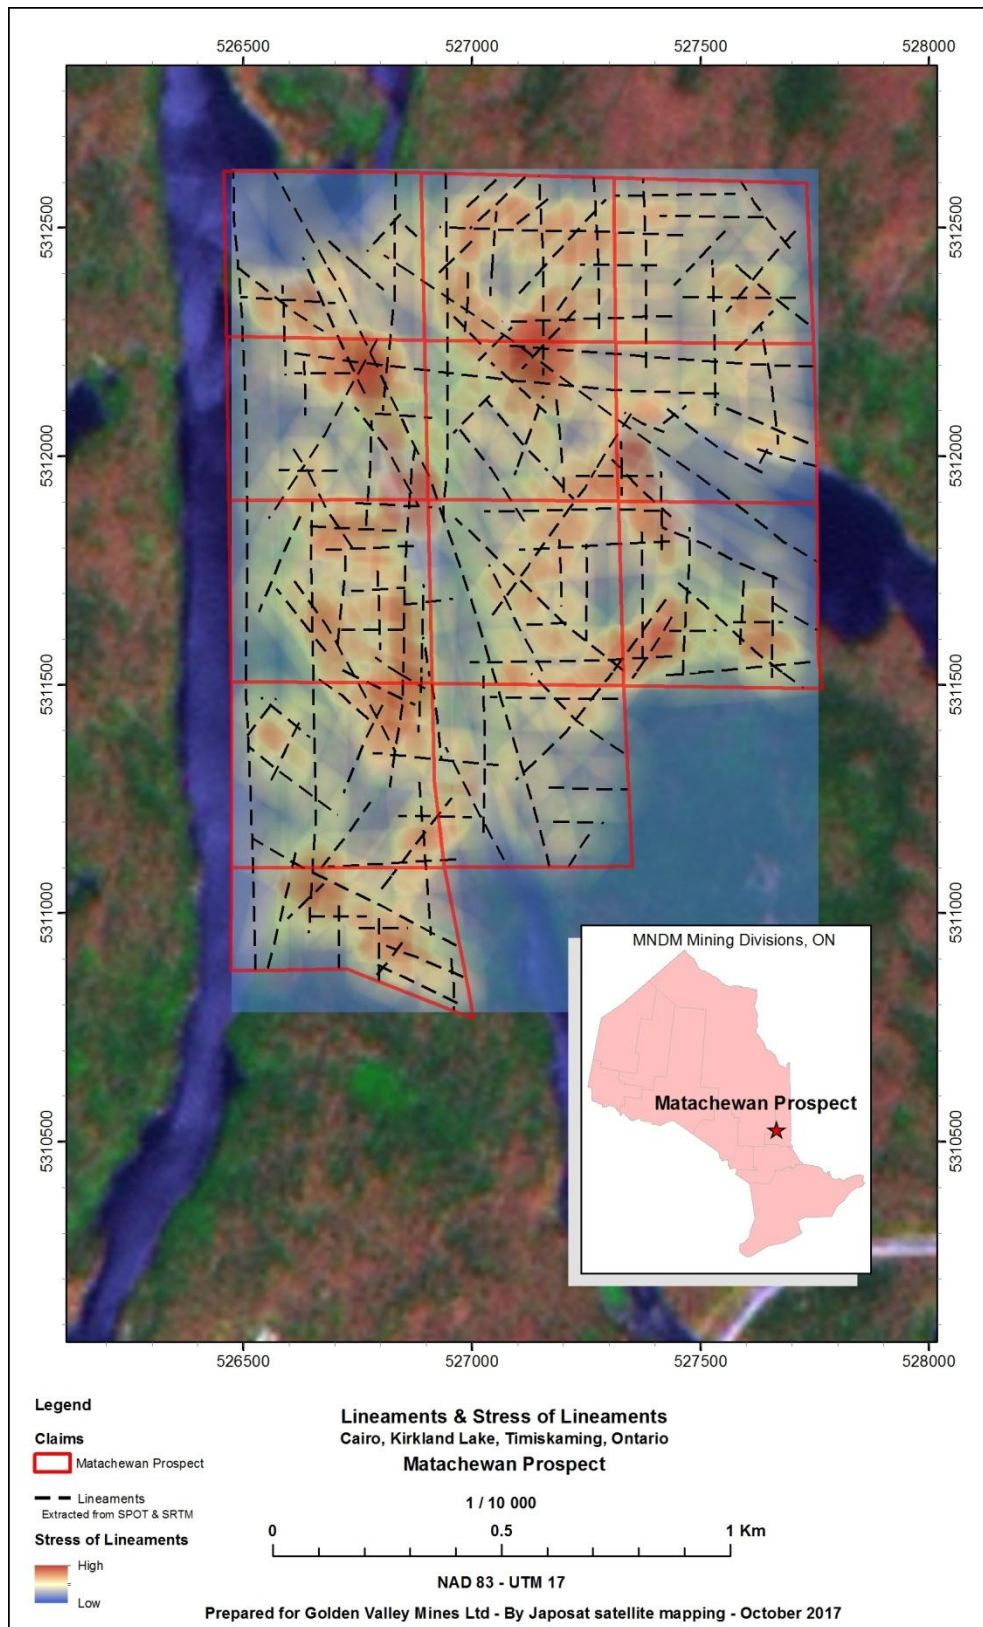 526500 527000 527500 528000
5312500 5312500
5312000 5312000
5311500 5311500
5311000 5311000
MNDM Mining Divisions, ON
Matachewan Prospect
5310500 5310500
526500 527000 527500 528000
Legend
Claims
Matachewan Prospect
Lineaments
Extracted from SPOT & SRTM
Stress of Lineaments
High
Low
Lineaments & Stress of Lineaments
Cairo, Kirkland Lake, Timiskaming, Ontario
Matachewan Prospect
1 / 10 000
0 0.5 1 Km
NAD 83 - UTM 17
Prepared for Golden Valley Mines Ltd - By Japosat satellite mapping - October 2017